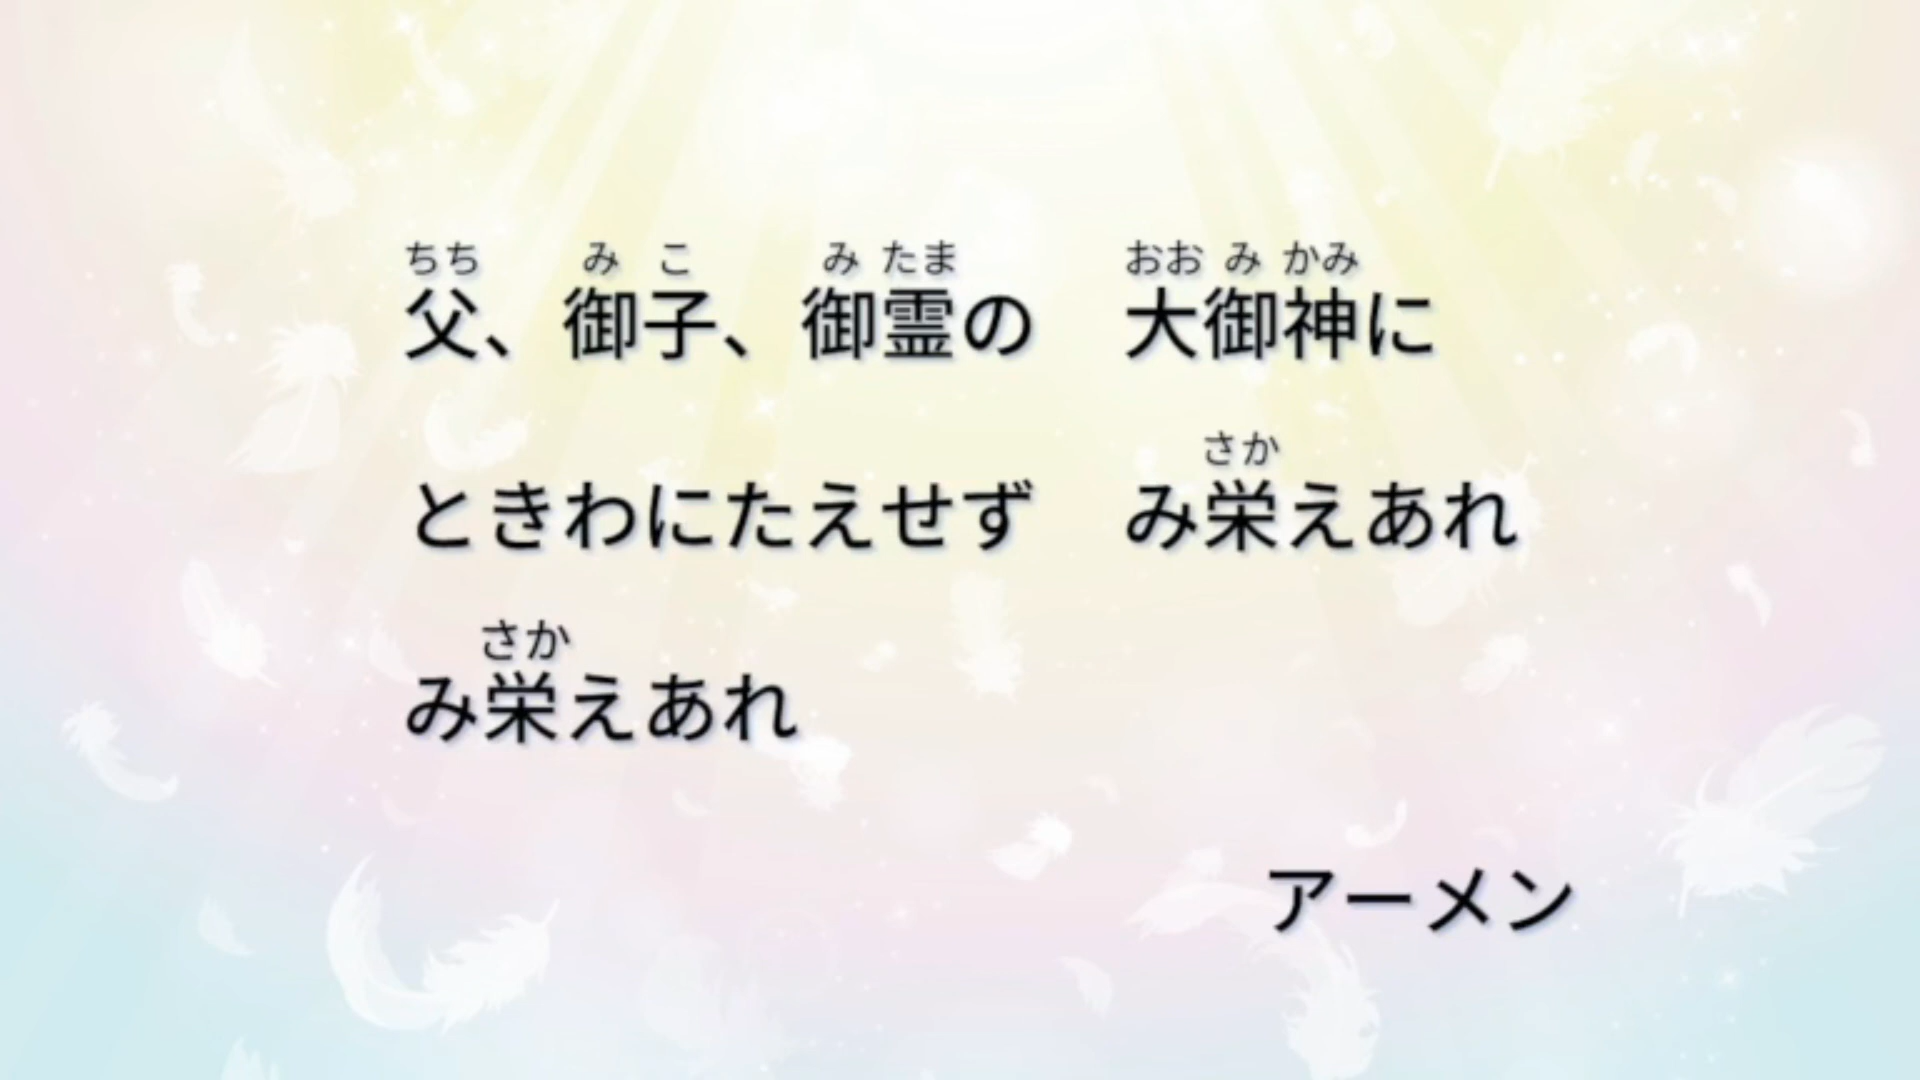 ちち み こ み たま おお み かみ
父、御子、御霊の 大御神に
さか
ときわにたえせず み栄えあれ
さか
み栄えあれ
アーメン